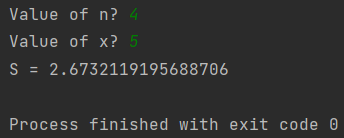 Value of n? 4
Value of x? 5
S = 2.6732119195688706
Process finished with exit code 0